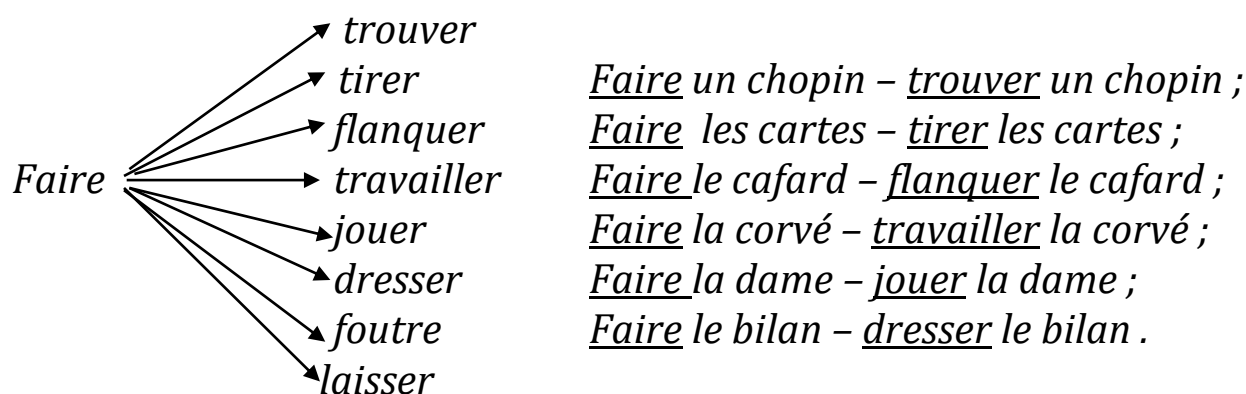 trouver
tirer Faire un chopin – trouver un chopin ;
flanquer Faire les cartes – tirer les cartes ;
Faire travailler Faire le cafard – flanquer le cafard ;
jouer Faire la corvé – travailler la corvé ;
dresser Faire la dame – jouer la dame ;
foutre Faire le bilan – dresser le bilan .
laisser